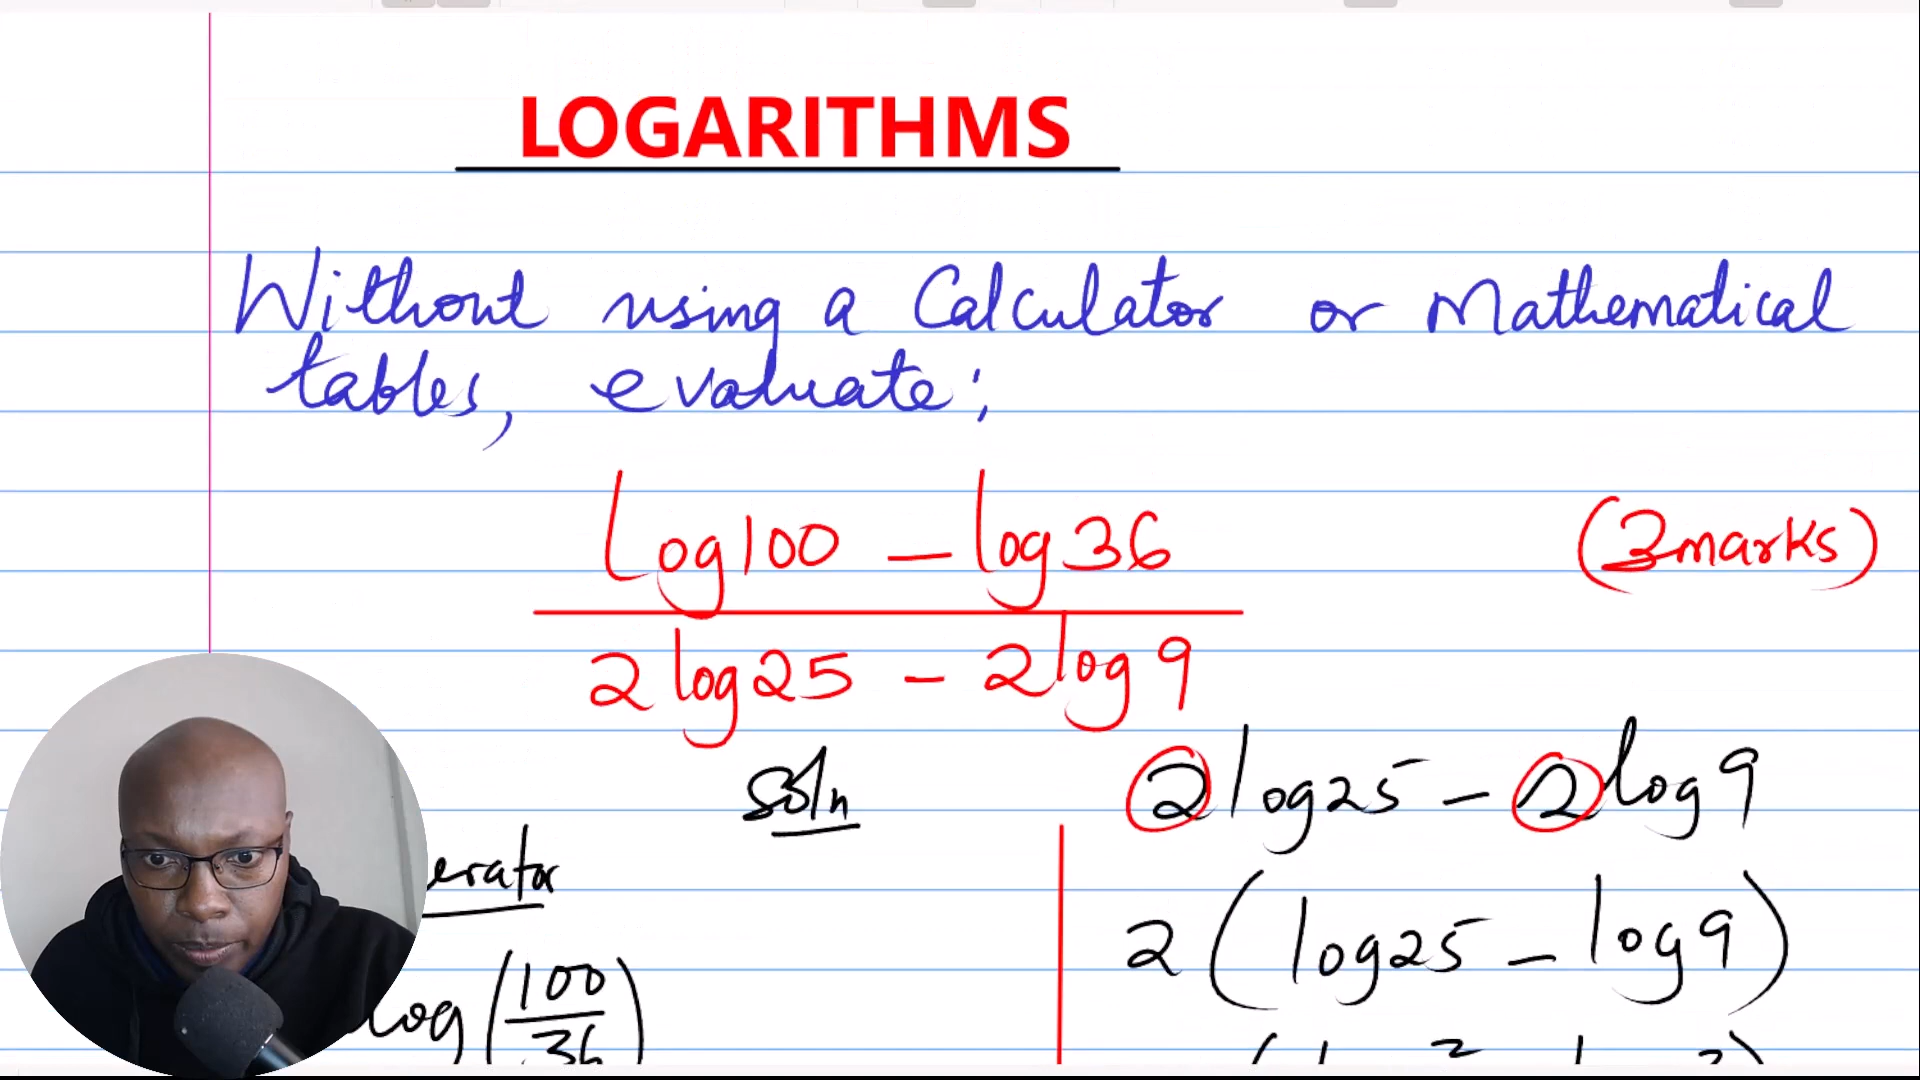 LOGARITHMS
Without using a Calculator or Mathematical
tables, evaluate;
Log100 - log36
(3marks)
2log25 - 2log9
soln
2log25 - 2log9
erator
2(log25 - log9)
log(100/36)